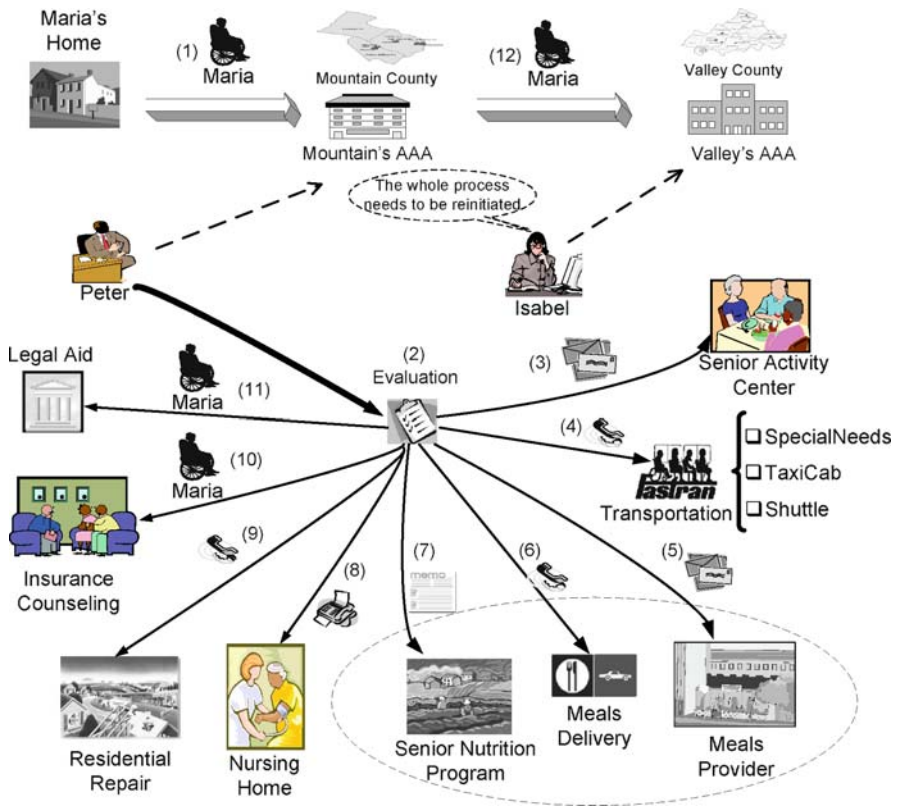 Maria's
Home
(1)
Maria
Mountain County
Mountain's AAA
(12)
Maria
Valley County
Valley's AAA
The whole process
needs to be reinitiated
Peter
Isabel
Legal Aid
Maria
(11)
(2)
Evaluation
(3)
Senior Activity
Center
(4)
fastran
Transportation
SpecialNeeds
TaxiCab
Shuttle
Maria
(10)
Insurance
Counseling
(9)
(8)
(7)
memo
(6)
(5)
Residential
Repair
Nursing
Home
Senior Nutrition
Program
Meals
Delivery
Meals
Provider